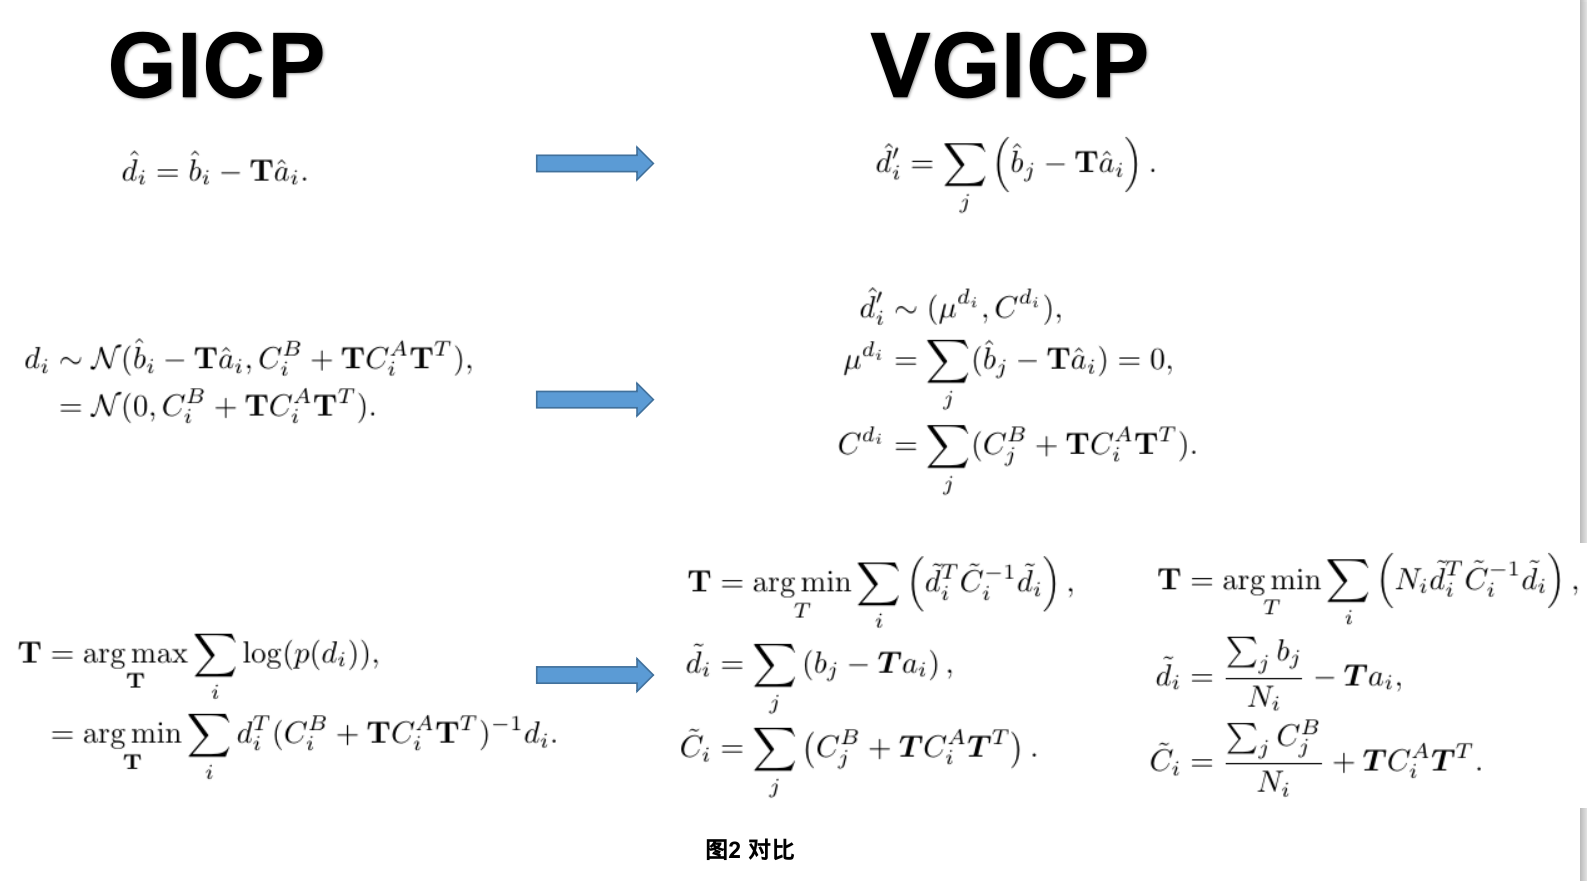 GICP
VGICP
$\hat{d}_i = \hat{b}_i - \mathbf{T}\hat{a}_i.$
$\hat{d}'_i = \sum_j \left( \hat{b}_j - \mathbf{T}\hat{a}_i \right).$
$d_i \sim \mathcal{N}(\hat{b}_i - \mathbf{T}\hat{a}_i, C_i^B + \mathbf{T}C_i^A\mathbf{T}^T),$
$= \mathcal{N}(0, C_i^B + \mathbf{T}C_i^A\mathbf{T}^T).$
$\hat{d}'_i \sim (\mu^{d_i}, C^{d_i}),$
$\mu^{d_i} = \sum_j (\hat{b}_j - \mathbf{T}\hat{a}_i) = 0,$
$C^{d_i} = \sum_j (C_j^B + \mathbf{T}C_i^A\mathbf{T}^T).$
$\mathbf{T} = \arg\max_{\mathbf{T}} \sum_i \log(p(d_i)),$
$= \arg\min_{\mathbf{T}} \sum_i d_i^T (C_i^B + \mathbf{T}C_i^A\mathbf{T}^T)^{-1} d_i.$
$\mathbf{T} = \arg\min_{T} \sum_i \left( \tilde{d}_i^T \tilde{C}_i^{-1} \tilde{d}_i \right),$
$\tilde{d}_i = \sum_j \left( b_j - \boldsymbol{T}a_i \right),$
$\tilde{C}_i = \sum_j \left( C_j^B + \boldsymbol{T}C_i^A\boldsymbol{T}^T \right).$
$\mathbf{T} = \arg\min_{T} \sum_i \left( N_i \tilde{d}_i^T \tilde{C}_i^{-1} \tilde{d}_i \right),$
$\tilde{d}_i = \frac{\sum_j b_j}{N_i} - \boldsymbol{T}a_i,$
$\tilde{C}_i = \frac{\sum_j C_j^B}{N_i} + \boldsymbol{T}C_i^A\boldsymbol{T}^T.$
图2 对比